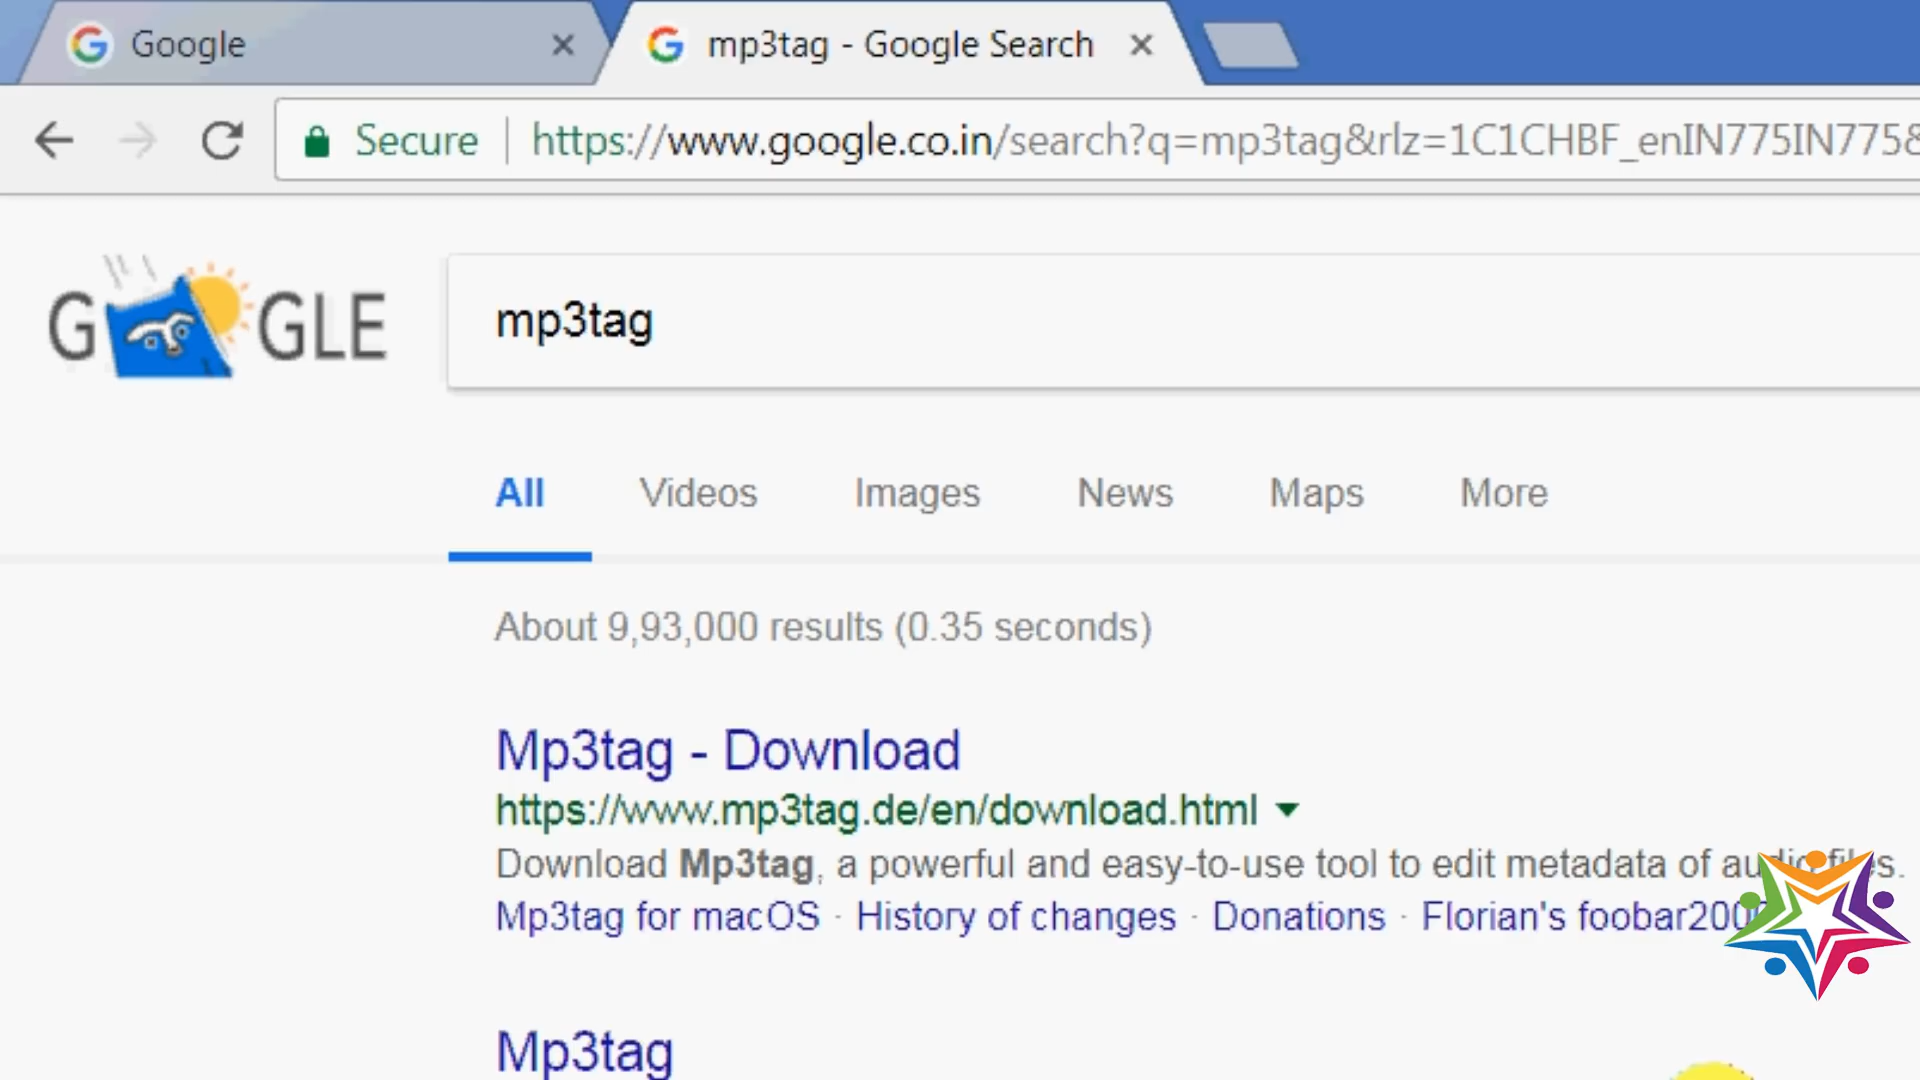 Google
mp3tag - Google Search
Secure https://www.google.co.in/search?q=mp3tag&rlz=1C1CHBF_enIN775IN775&
G GLE
mp3tag
All Videos Images News Maps More
About 9,93,000 results (0.35 seconds)
Mp3tag - Download
https://www.mp3tag.de/en/download.html
Download Mp3tag, a powerful and easy-to-use tool to edit metadata of audio files.
Mp3tag for macOS · History of changes · Donations · Florian's foobar2000
Mp3tag